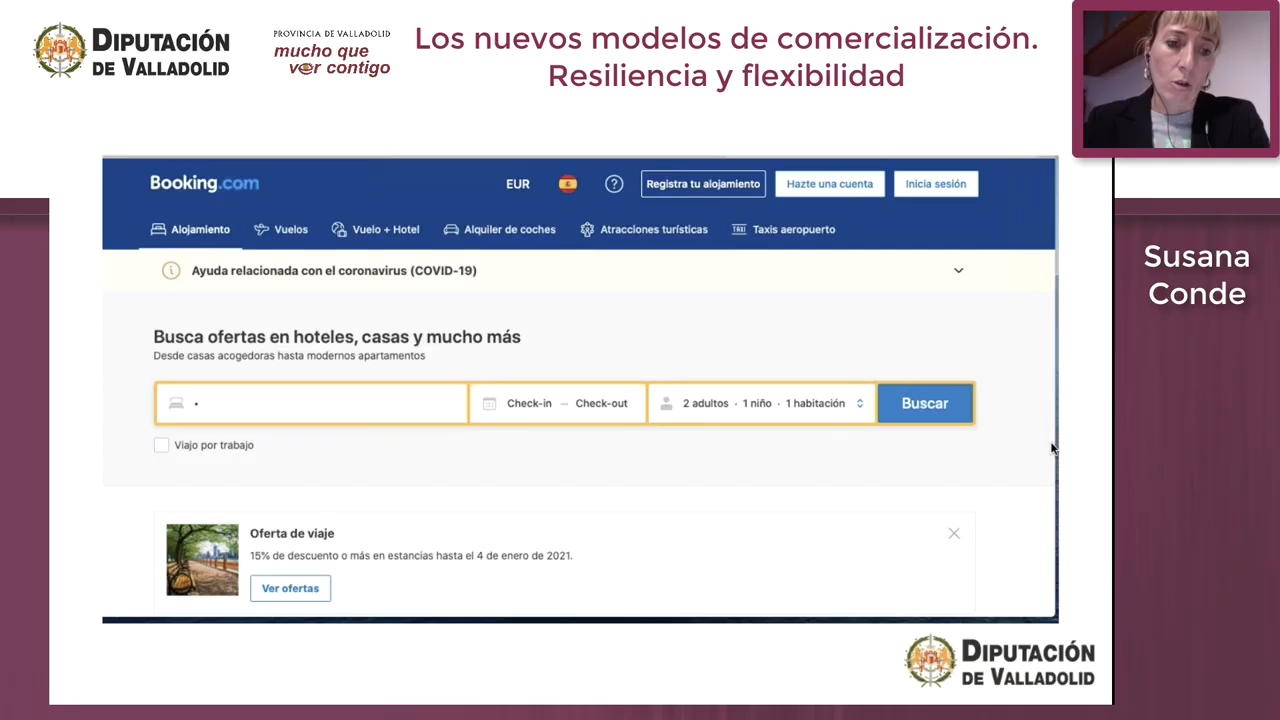 DIPUTACIÓN
DE VALLADOLID
PROVINCIA DE VALLADOLID
mucho que
ver contigo
Los nuevos modelos de comercialización.
Resiliencia y flexibilidad
Booking.com
EUR
?
Registra tu alojamiento
Hazte una cuenta
Inicia sesión
Alojamiento
Vuelos
Vuelo + Hotel
Alquiler de coches
Atracciones turísticas
TAXI
Taxis aeropuerto
Ayuda relacionada con el coronavirus (COVID-19)
Busca ofertas en hoteles, casas y mucho más
Desde casas acogedoras hasta modernos apartamentos
Check-in — Check-out
2 adultos · 1 niño · 1 habitación
Buscar
Viajo por trabajo
Oferta de viaje
15% de descuento o más en estancias hasta el 4 de enero de 2021.
Ver ofertas
Susana
Conde
DIPUTACIÓN
DE VALLADOLID